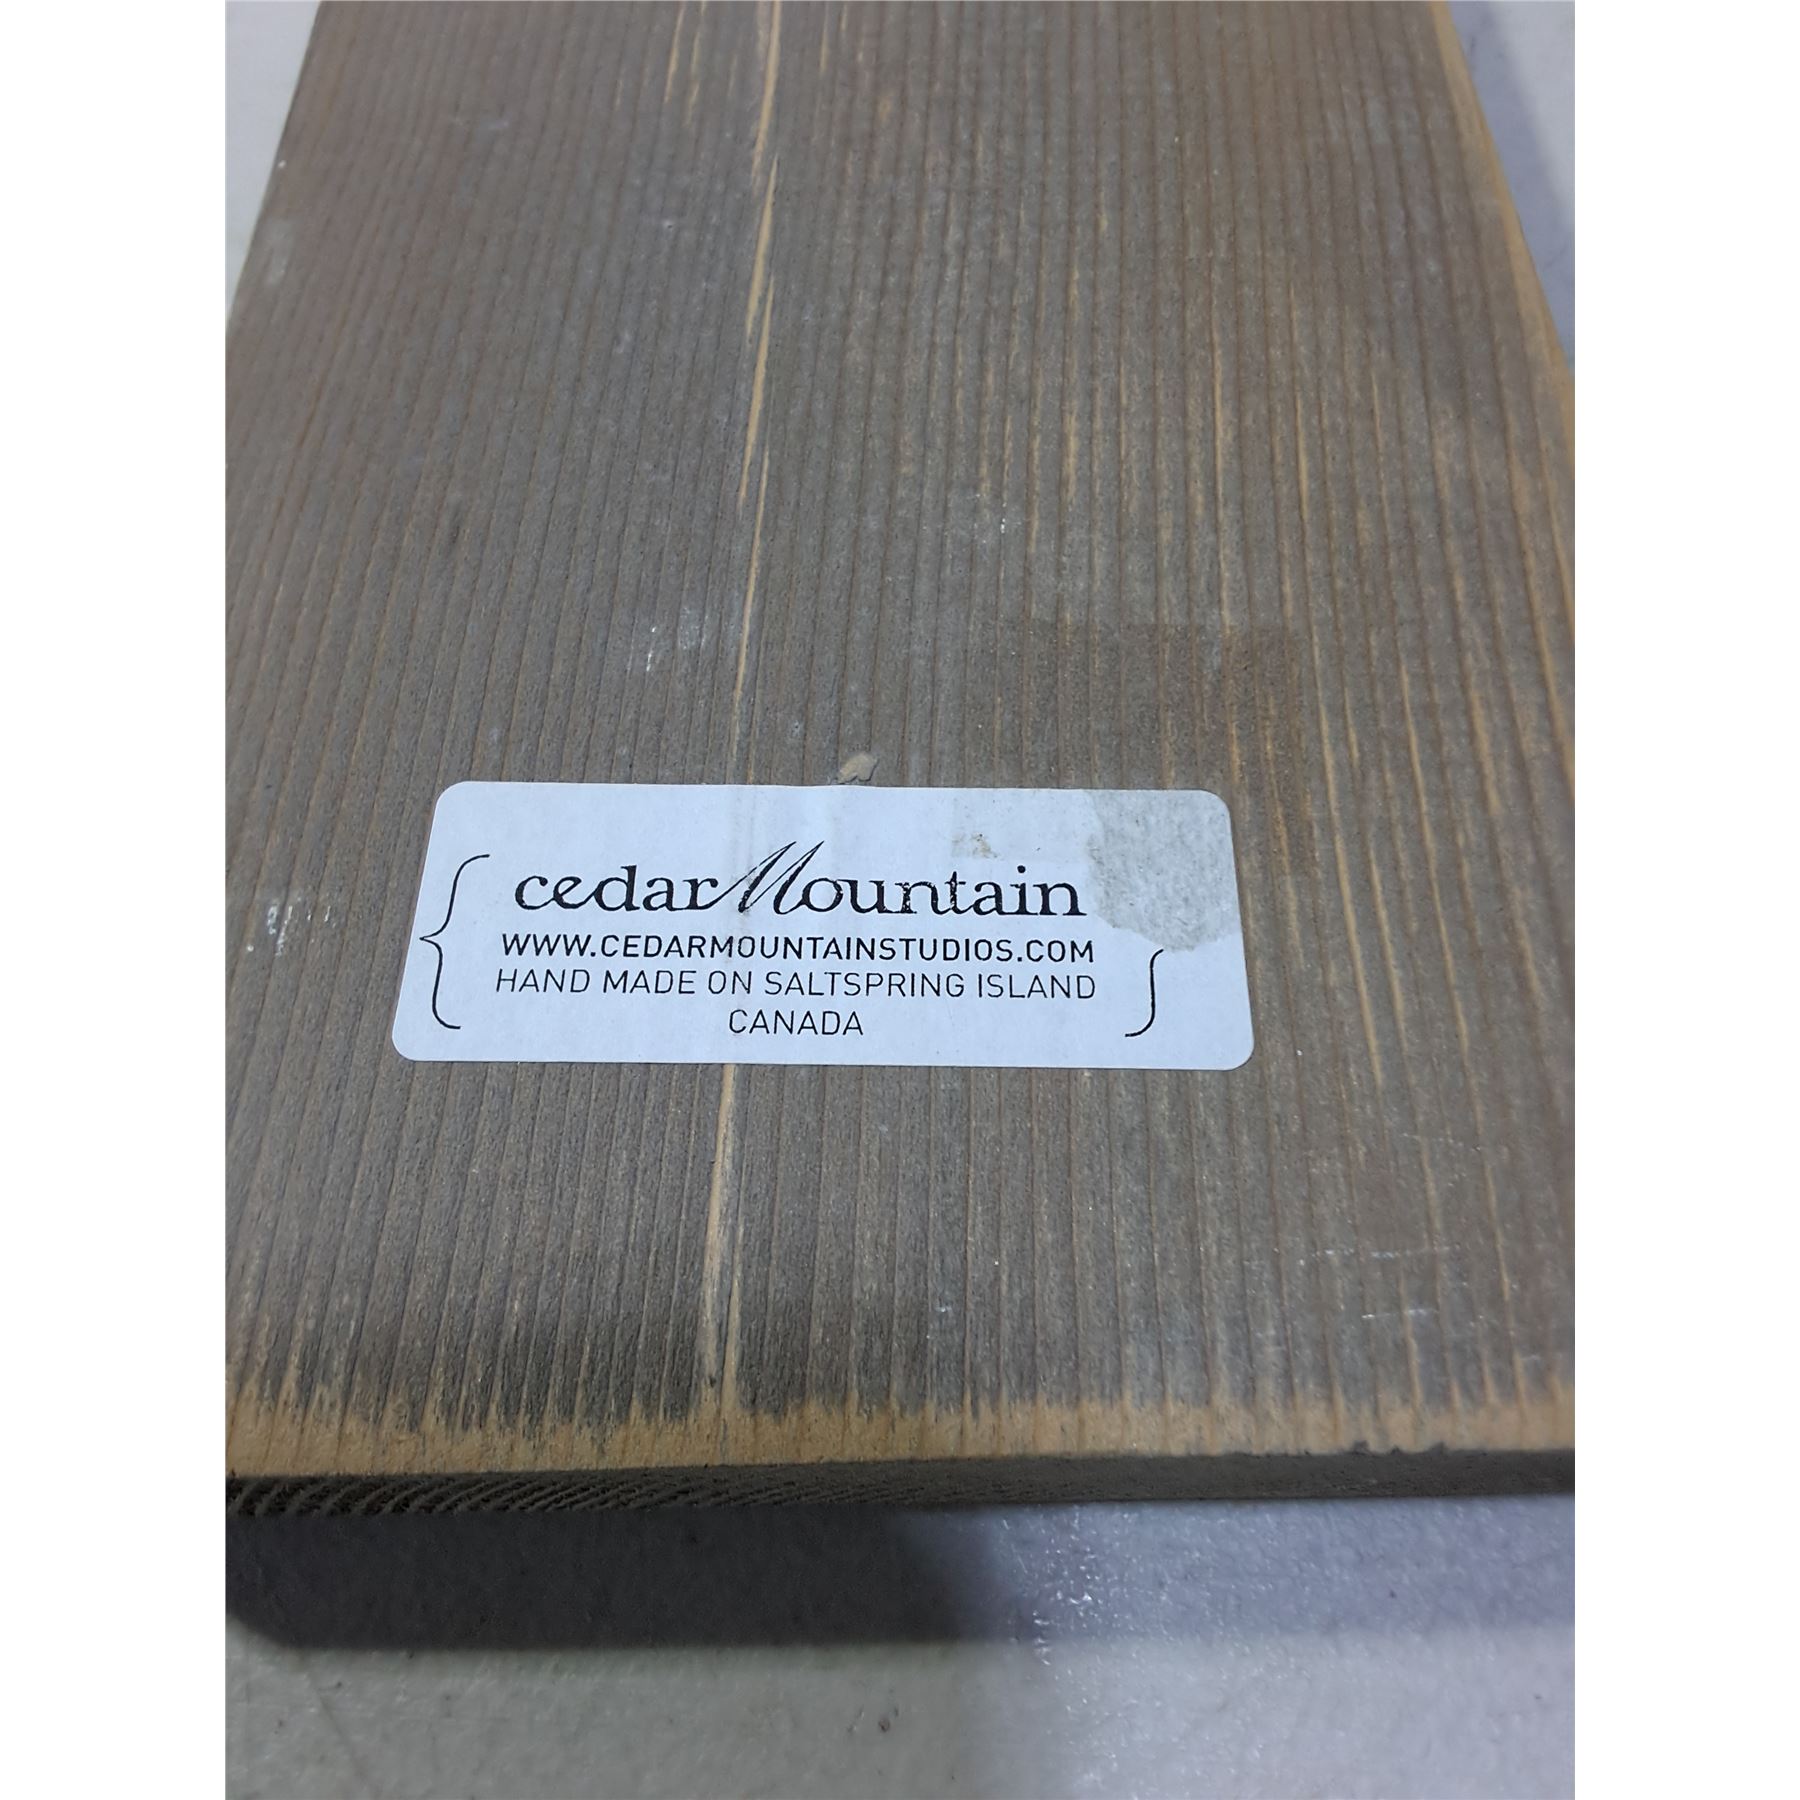 cedarMountain
WWW.CEDARMOUNTAINSTUDIOS.COM
HAND MADE ON SALTSPRING ISLAND
CANADA